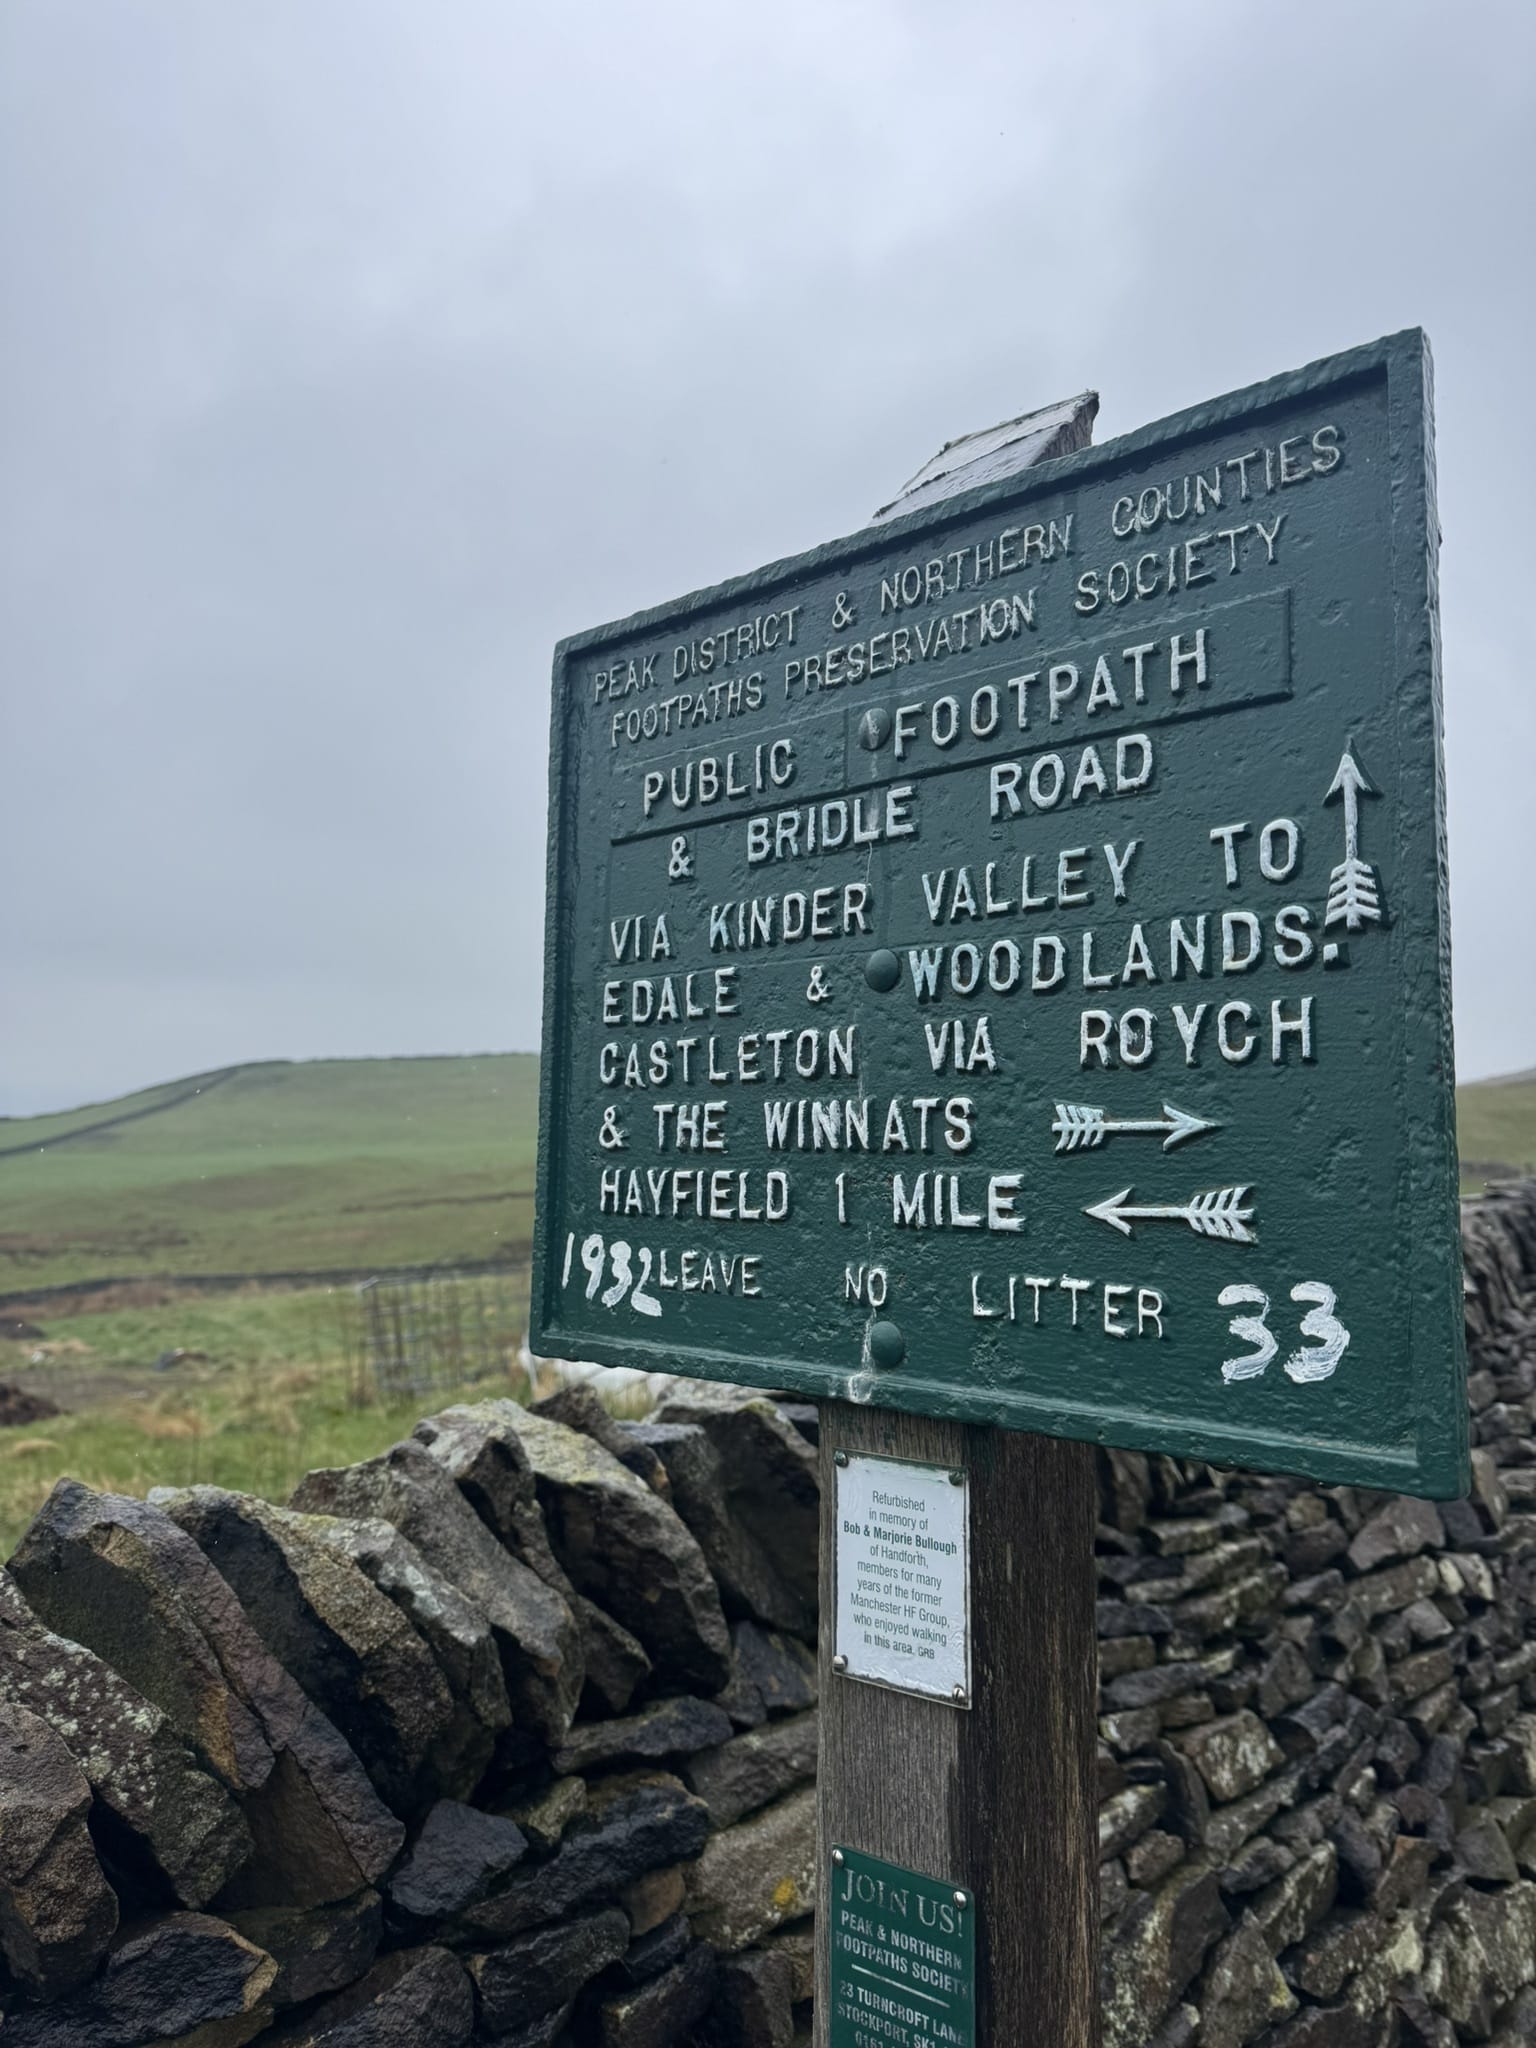 PEAK DISTRICT & NORTHERN COUNTIES
FOOTPATHS PRESERVATION SOCIETY
PUBLIC FOOTPATH
& BRIDLE ROAD
VIA KINDER VALLEY TO
EDALE & WOODLANDS.
CASTLETON VIA ROYCH
& THE WINNATS
HAYFIELD 1 MILE
1932 LEAVE NO LITTER 33
Refurbished
in memory of
Bob & Marjorie Bullough
of Handforth,
members for many
years of the former
Manchester HF Group,
who enjoyed walking
in this area. GRB
JOIN US!
PEAK & NORTHERN
FOOTPATHS SOCIETY
23 TURNCROFT LANE
STOCKPORT, SK1
0161